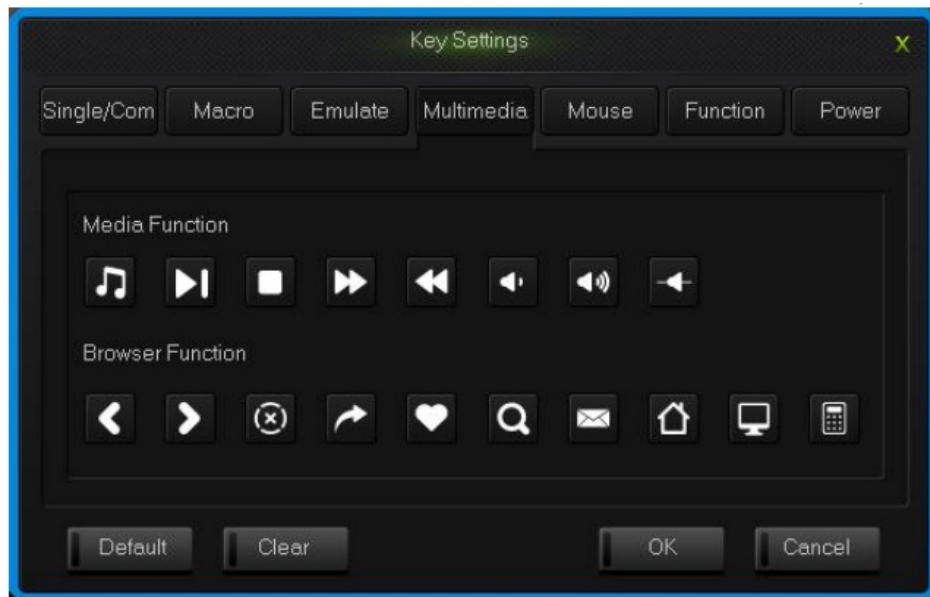 Key Settings
X
Single/Com Macro Emulate Multimedia Mouse Function Power
Media Function
Browser Function
Default Clear OK Cancel